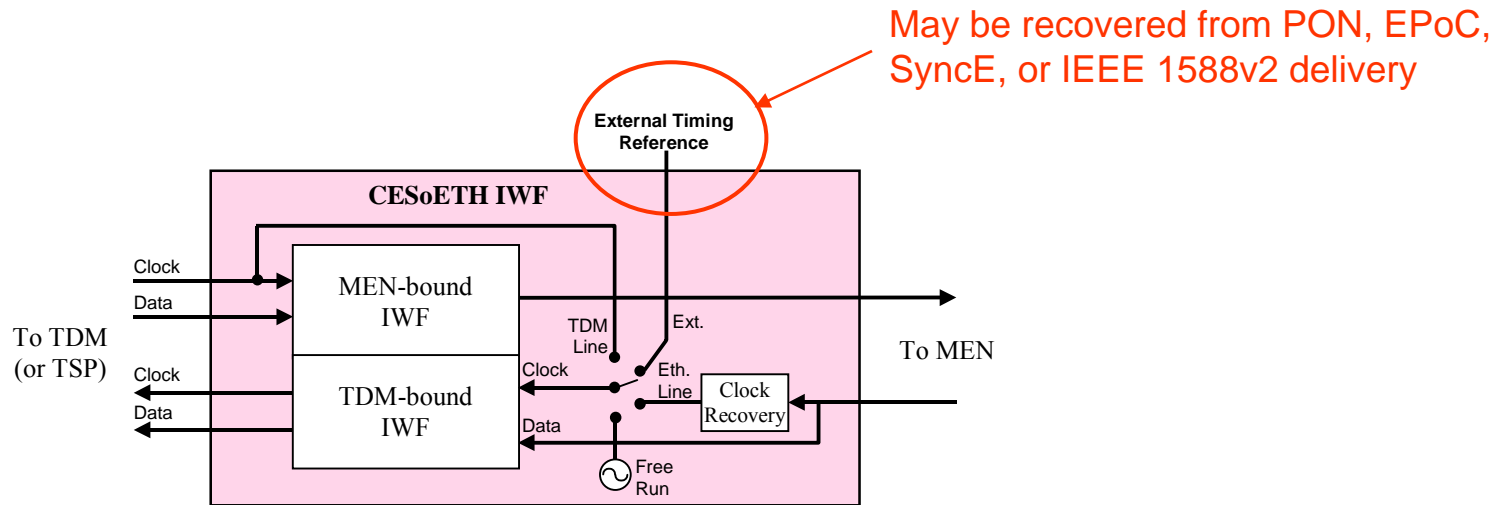 May be recovered from PON, EPoC,
SyncE, or IEEE 1588v2 delivery
External Timing
Reference
CESoETH IWF
Clock
Data
To TDM
(or TSP)
Clock
Data
MEN-bound
IWF
TDM-bound
IWF
TDM
Line
Ext.
Clock
Eth.
Line
Clock
Recovery
Data
Free
Run
To MEN